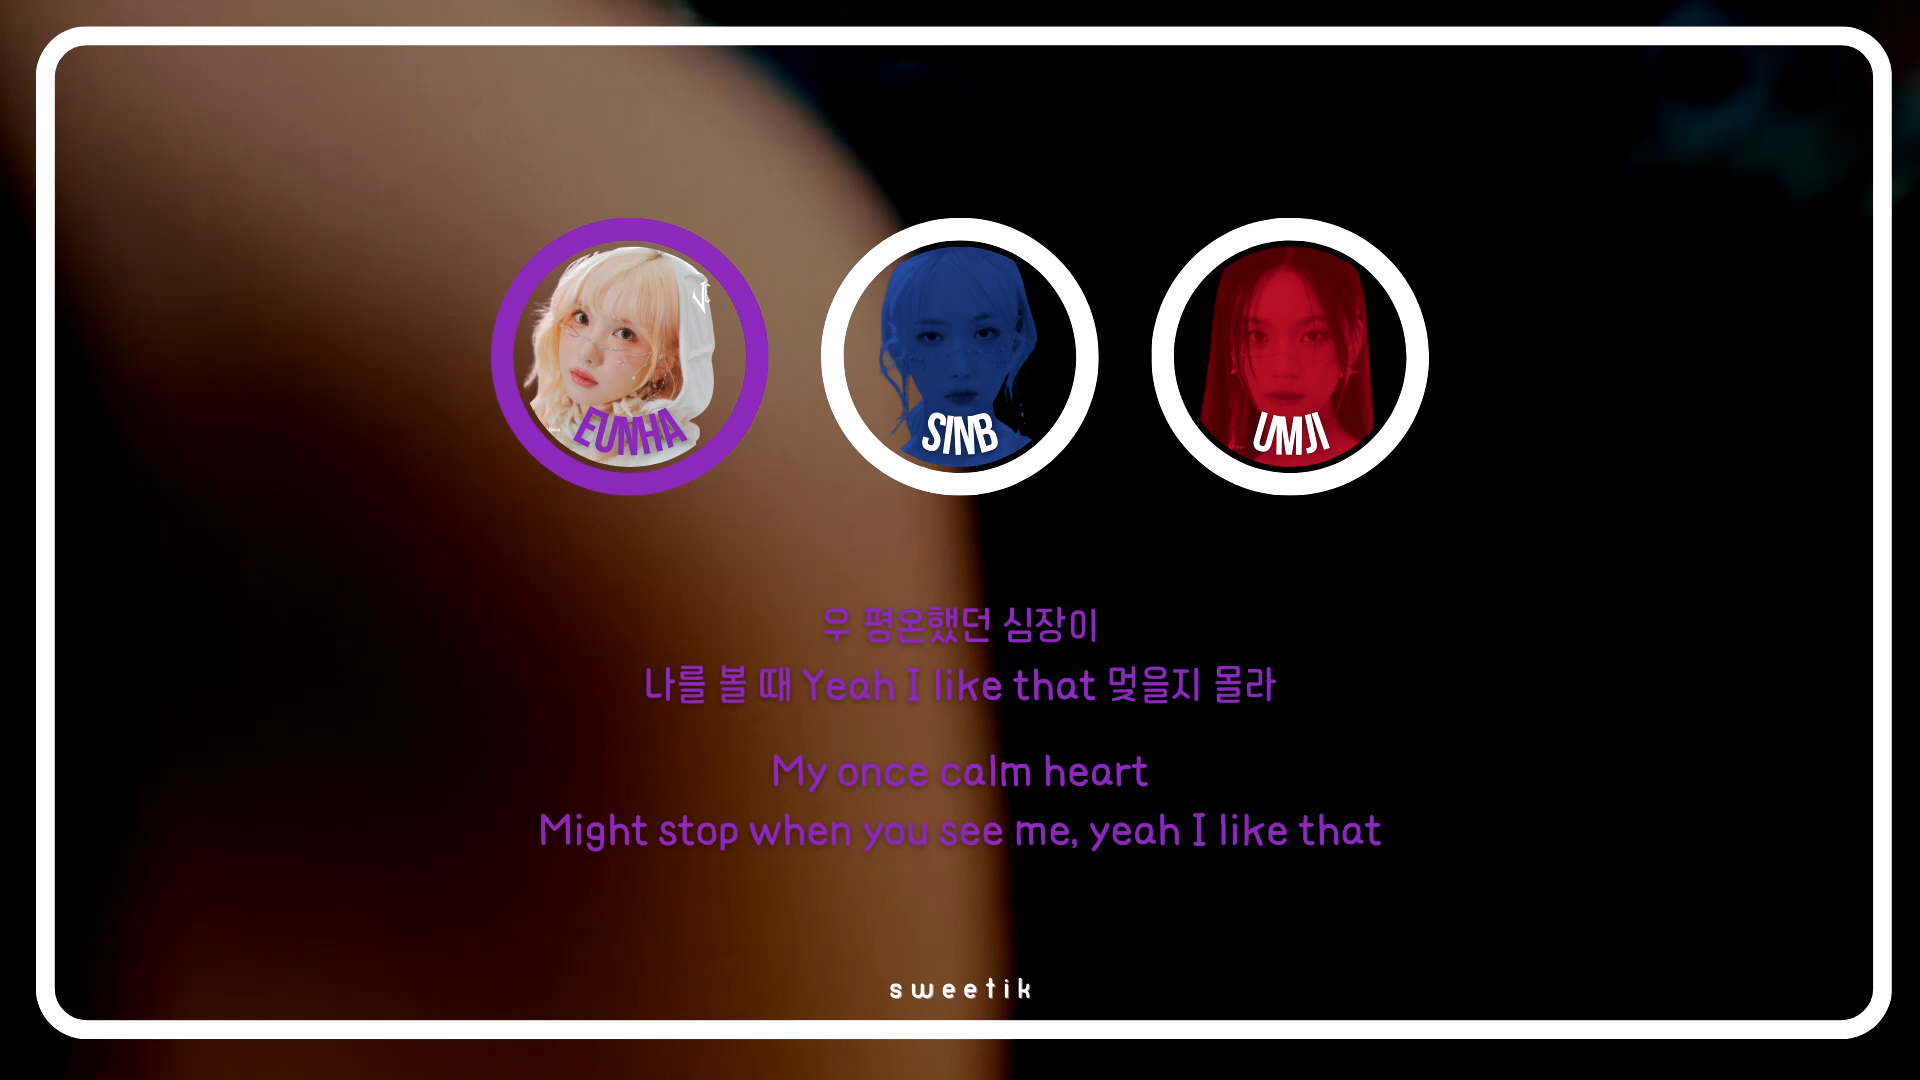 EUNHA
SINB
UMJI
우 평온했던 심장이
나를 볼 때 Yeah I like that 멎을지 몰라
My once calm heart
Might stop when you see me, yeah I like that
sweetik